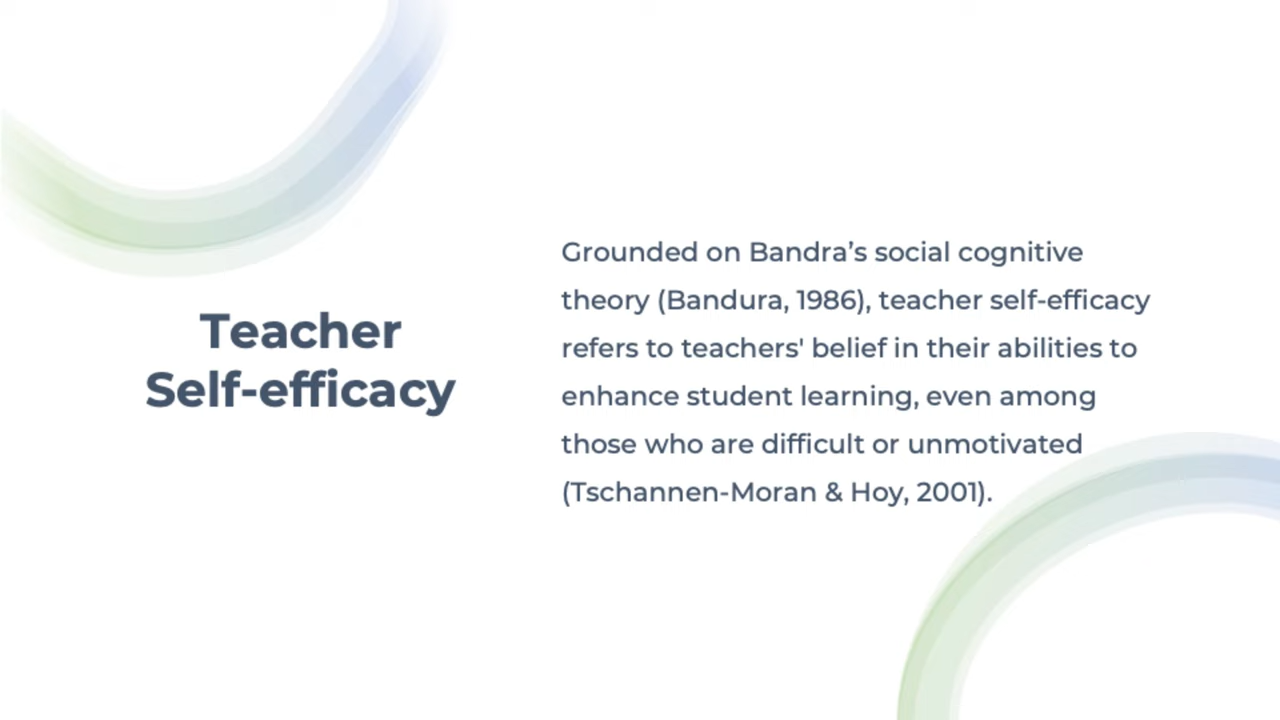 Teacher
Self-efficacy
Grounded on Bandra’s social cognitive
theory (Bandura, 1986), teacher self-efficacy
refers to teachers' belief in their abilities to
enhance student learning, even among
those who are difficult or unmotivated
(Tschannen-Moran & Hoy, 2001).